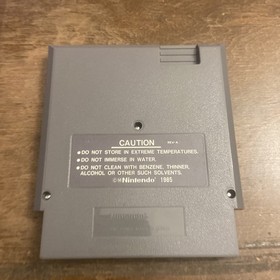 CAUTION REV-A
●DO NOT STORE IN EXTREME TEMPERATURES.
●DO NOT IMMERSE IN WATER.
●DO NOT CLEAN WITH BENZENE, THINNER,
ALCOHOL OR OTHER SUCH SOLVENTS.
©Nintendo® 1985